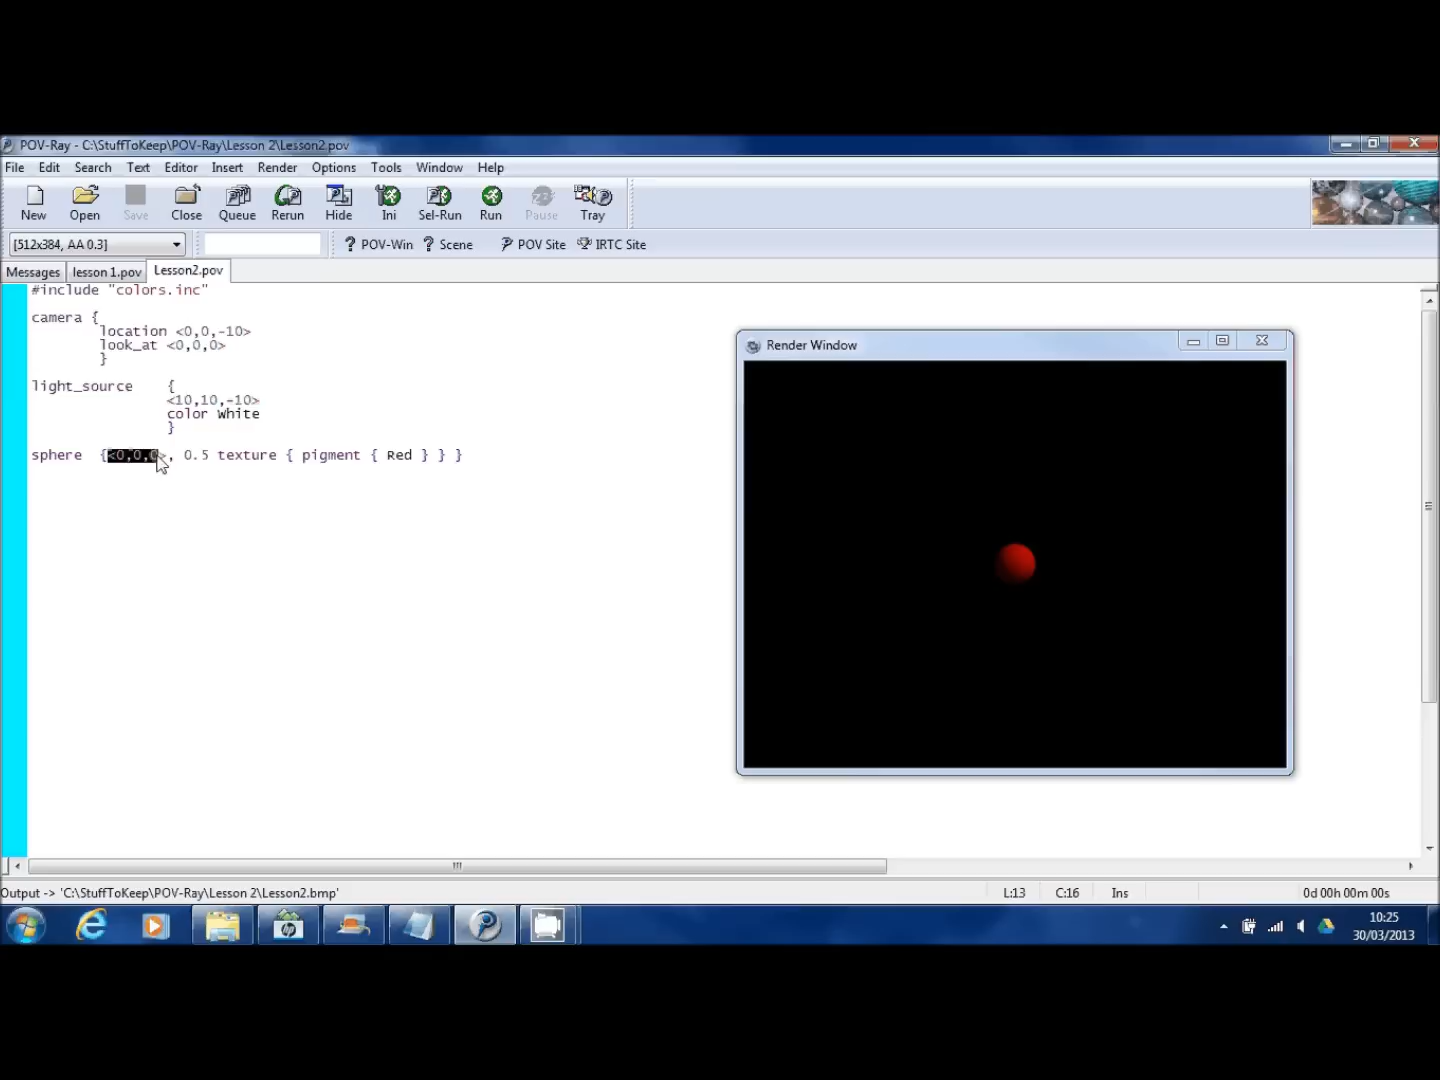 POV-Ray - C:\StuffToKeep\POV-Ray\Lesson 2\Lesson2.pov
File Edit Search Text Editor Insert Render Options Tools Window Help
New Open Save Close Queue Rerun Hide Ini Sel-Run Run Pause Tray
[512x384, AA 0.3] ? POV-Win ? Scene POV Site IRTC Site
Messages lesson 1.pov Lesson2.pov
#include "colors.inc"
camera {
location <0,0,-10>
look_at <0,0,0>
}
light_source {
<10,10,-10>
color White
}
sphere {<0,0,0>, 0.5 texture { pigment { Red } } }
Render Window
Output -> 'C:\StuffToKeep\POV-Ray\Lesson 2\Lesson2.bmp' L:13 C:16 Ins 0d 00h 00m 00s
10:25
30/03/2013